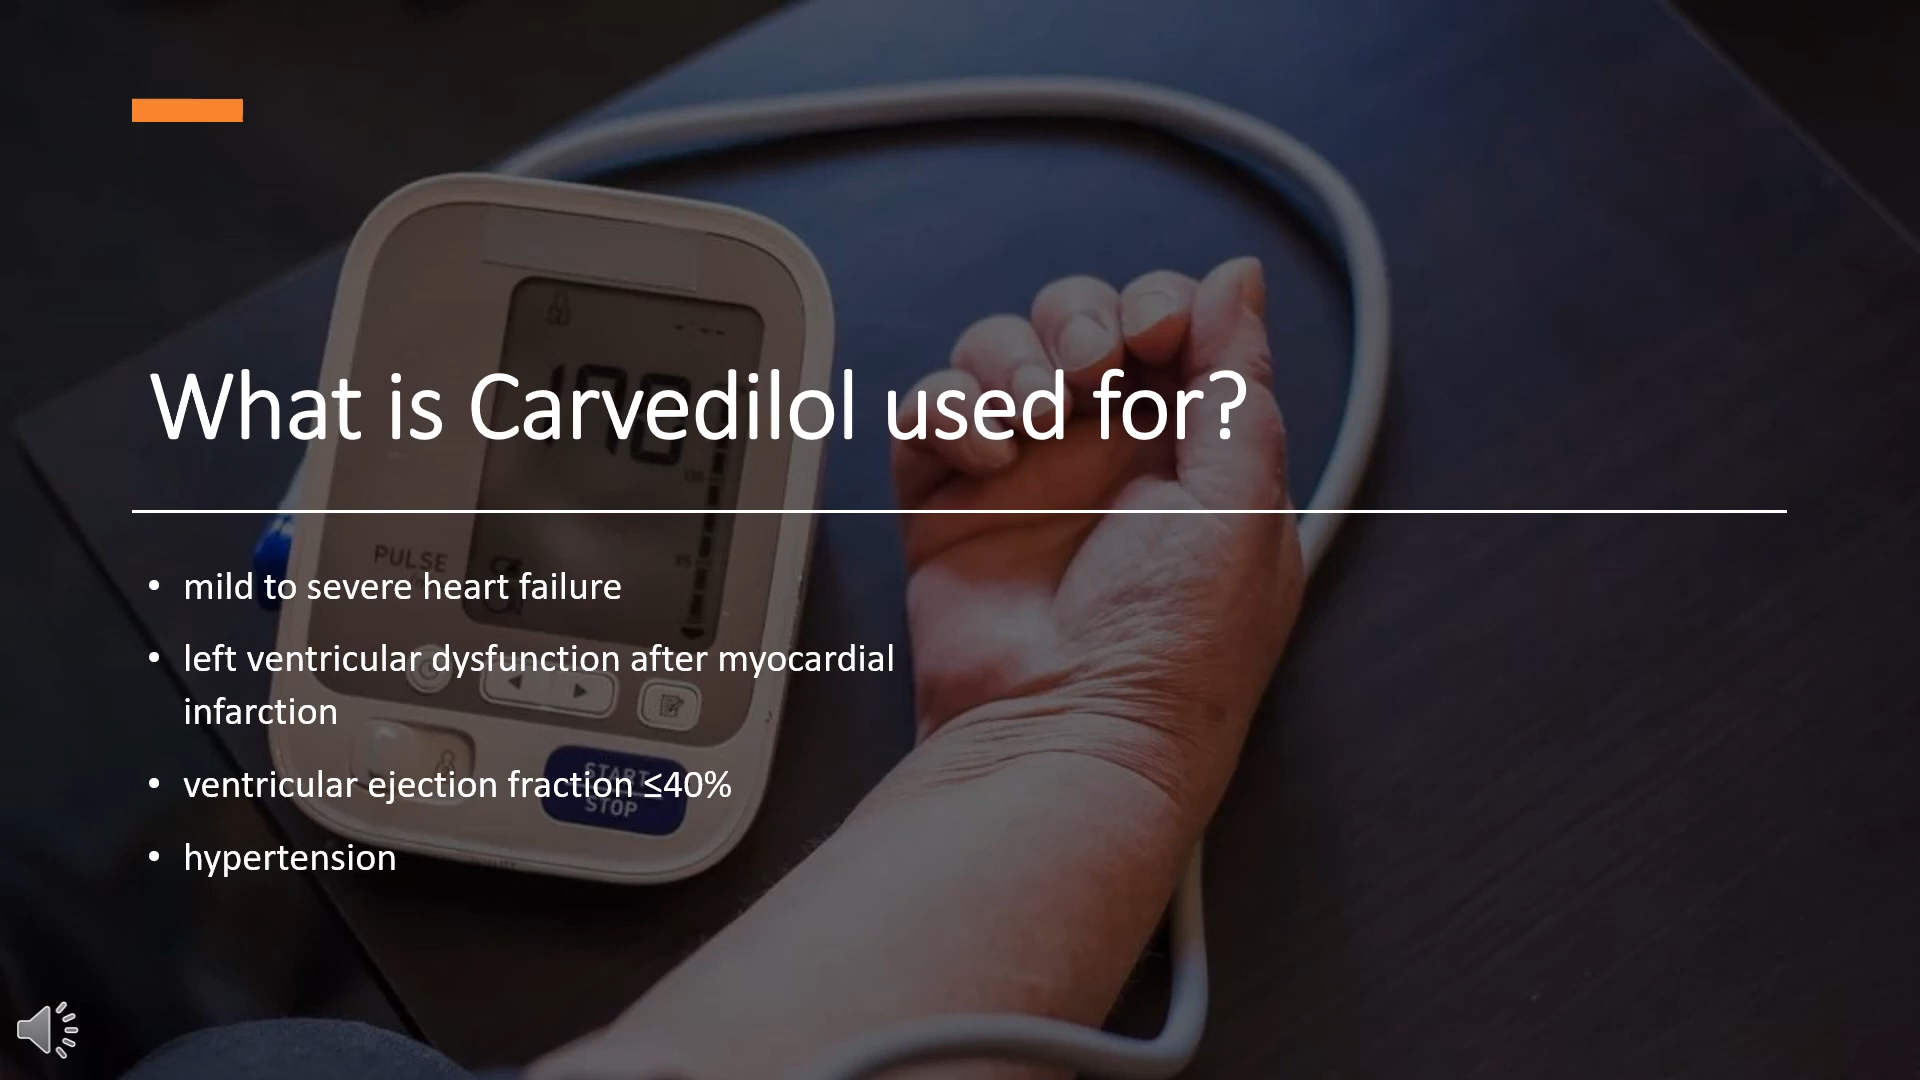 What is Carvedilol used for?
PULSE
• mild to severe heart failure
• left ventricular dysfunction after myocardial
infarction
• ventricular ejection fraction ≤40%
START
STOP
• hypertension